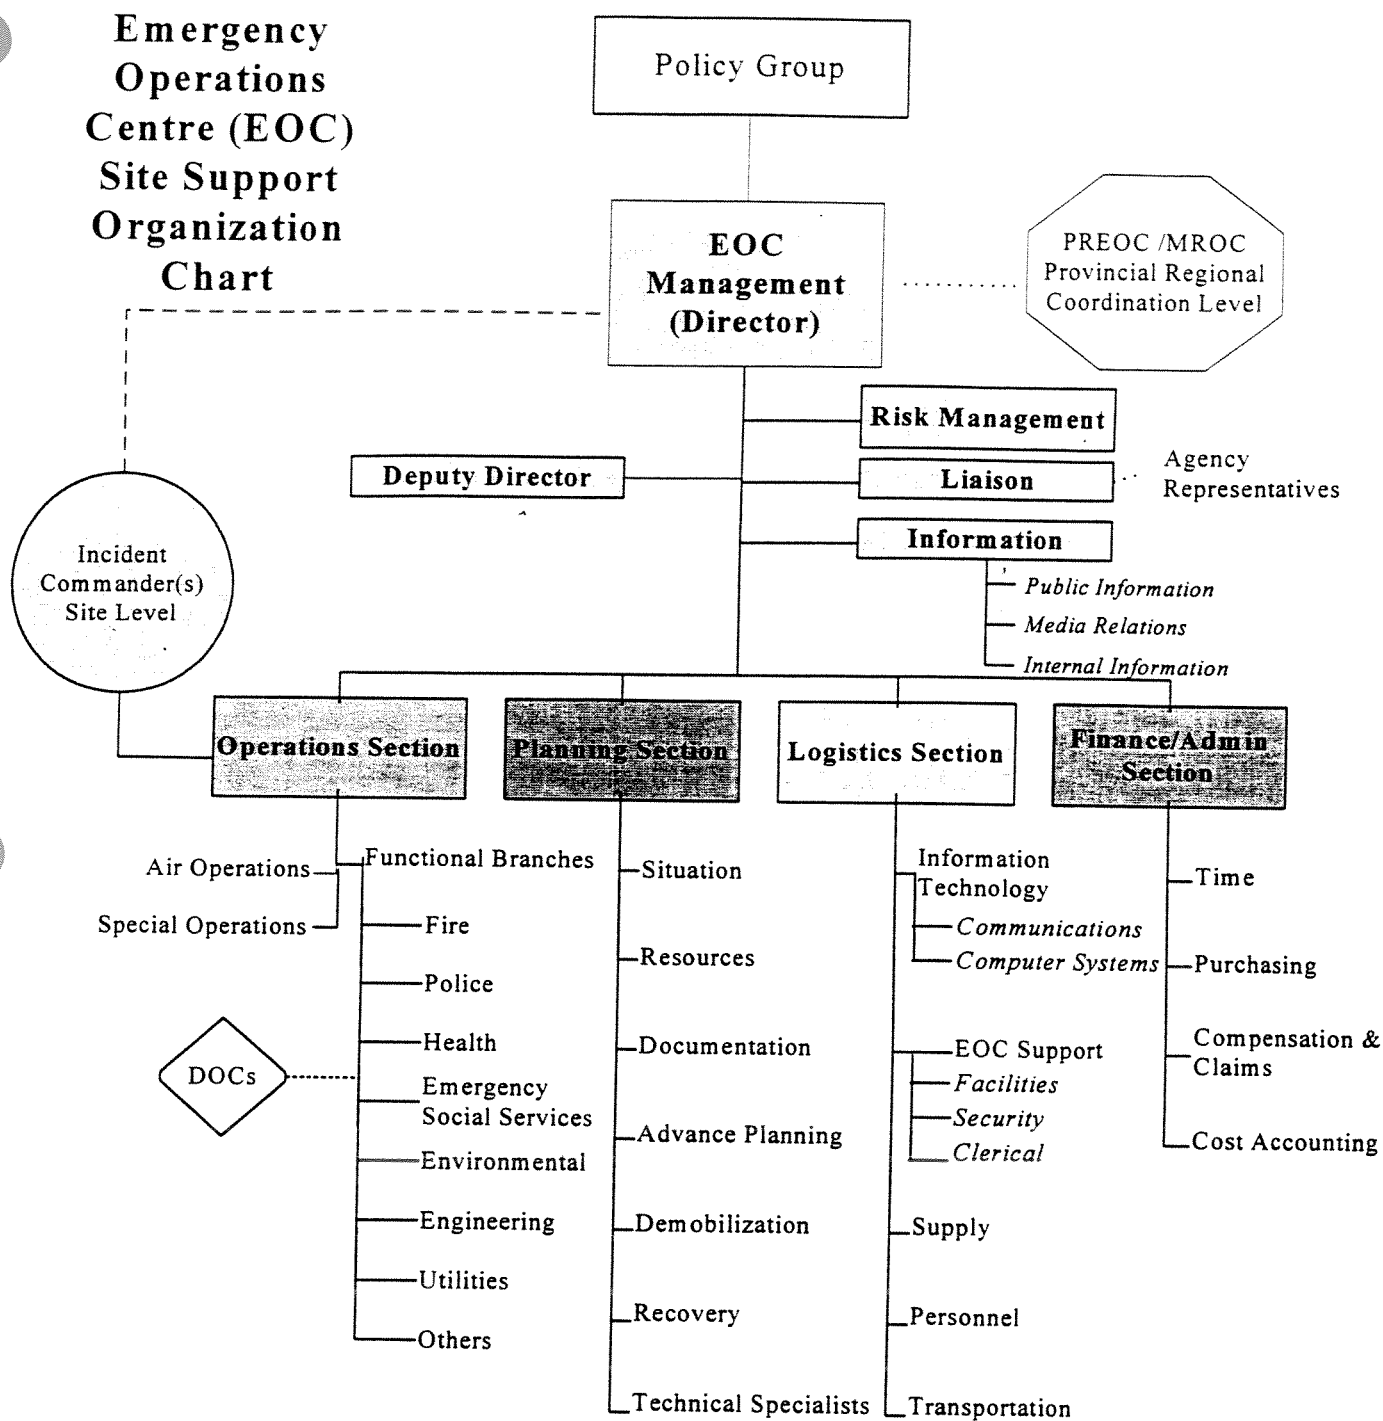 Emergency
Operations
Centre (EOC)
Site Support
Organization
Chart
Policy Group
EOC
Management
(Director)
PREOC /MROC
Provincial Regional
Coordination Level
Risk Management
Deputy Director
Liaison
Agency
Representatives
Information
Public Information
Media Relations
Internal Information
Incident
Commander(s)
Site Level
Operations Section
Planning Section
Logistics Section
Finance/Admin
Section
Air Operations
Special Operations
Functional Branches
Fire
Police
Health
Emergency
Social Services
Environmental
Engineering
Utilities
Others
DOCs
Situation
Resources
Documentation
Advance Planning
Demobilization
Recovery
Technical Specialists
Information
Technology
Communications
Computer Systems
EOC Support
Facilities
Security
Clerical
Supply
Personnel
Transportation
Time
Purchasing
Compensation &
Claims
Cost Accounting